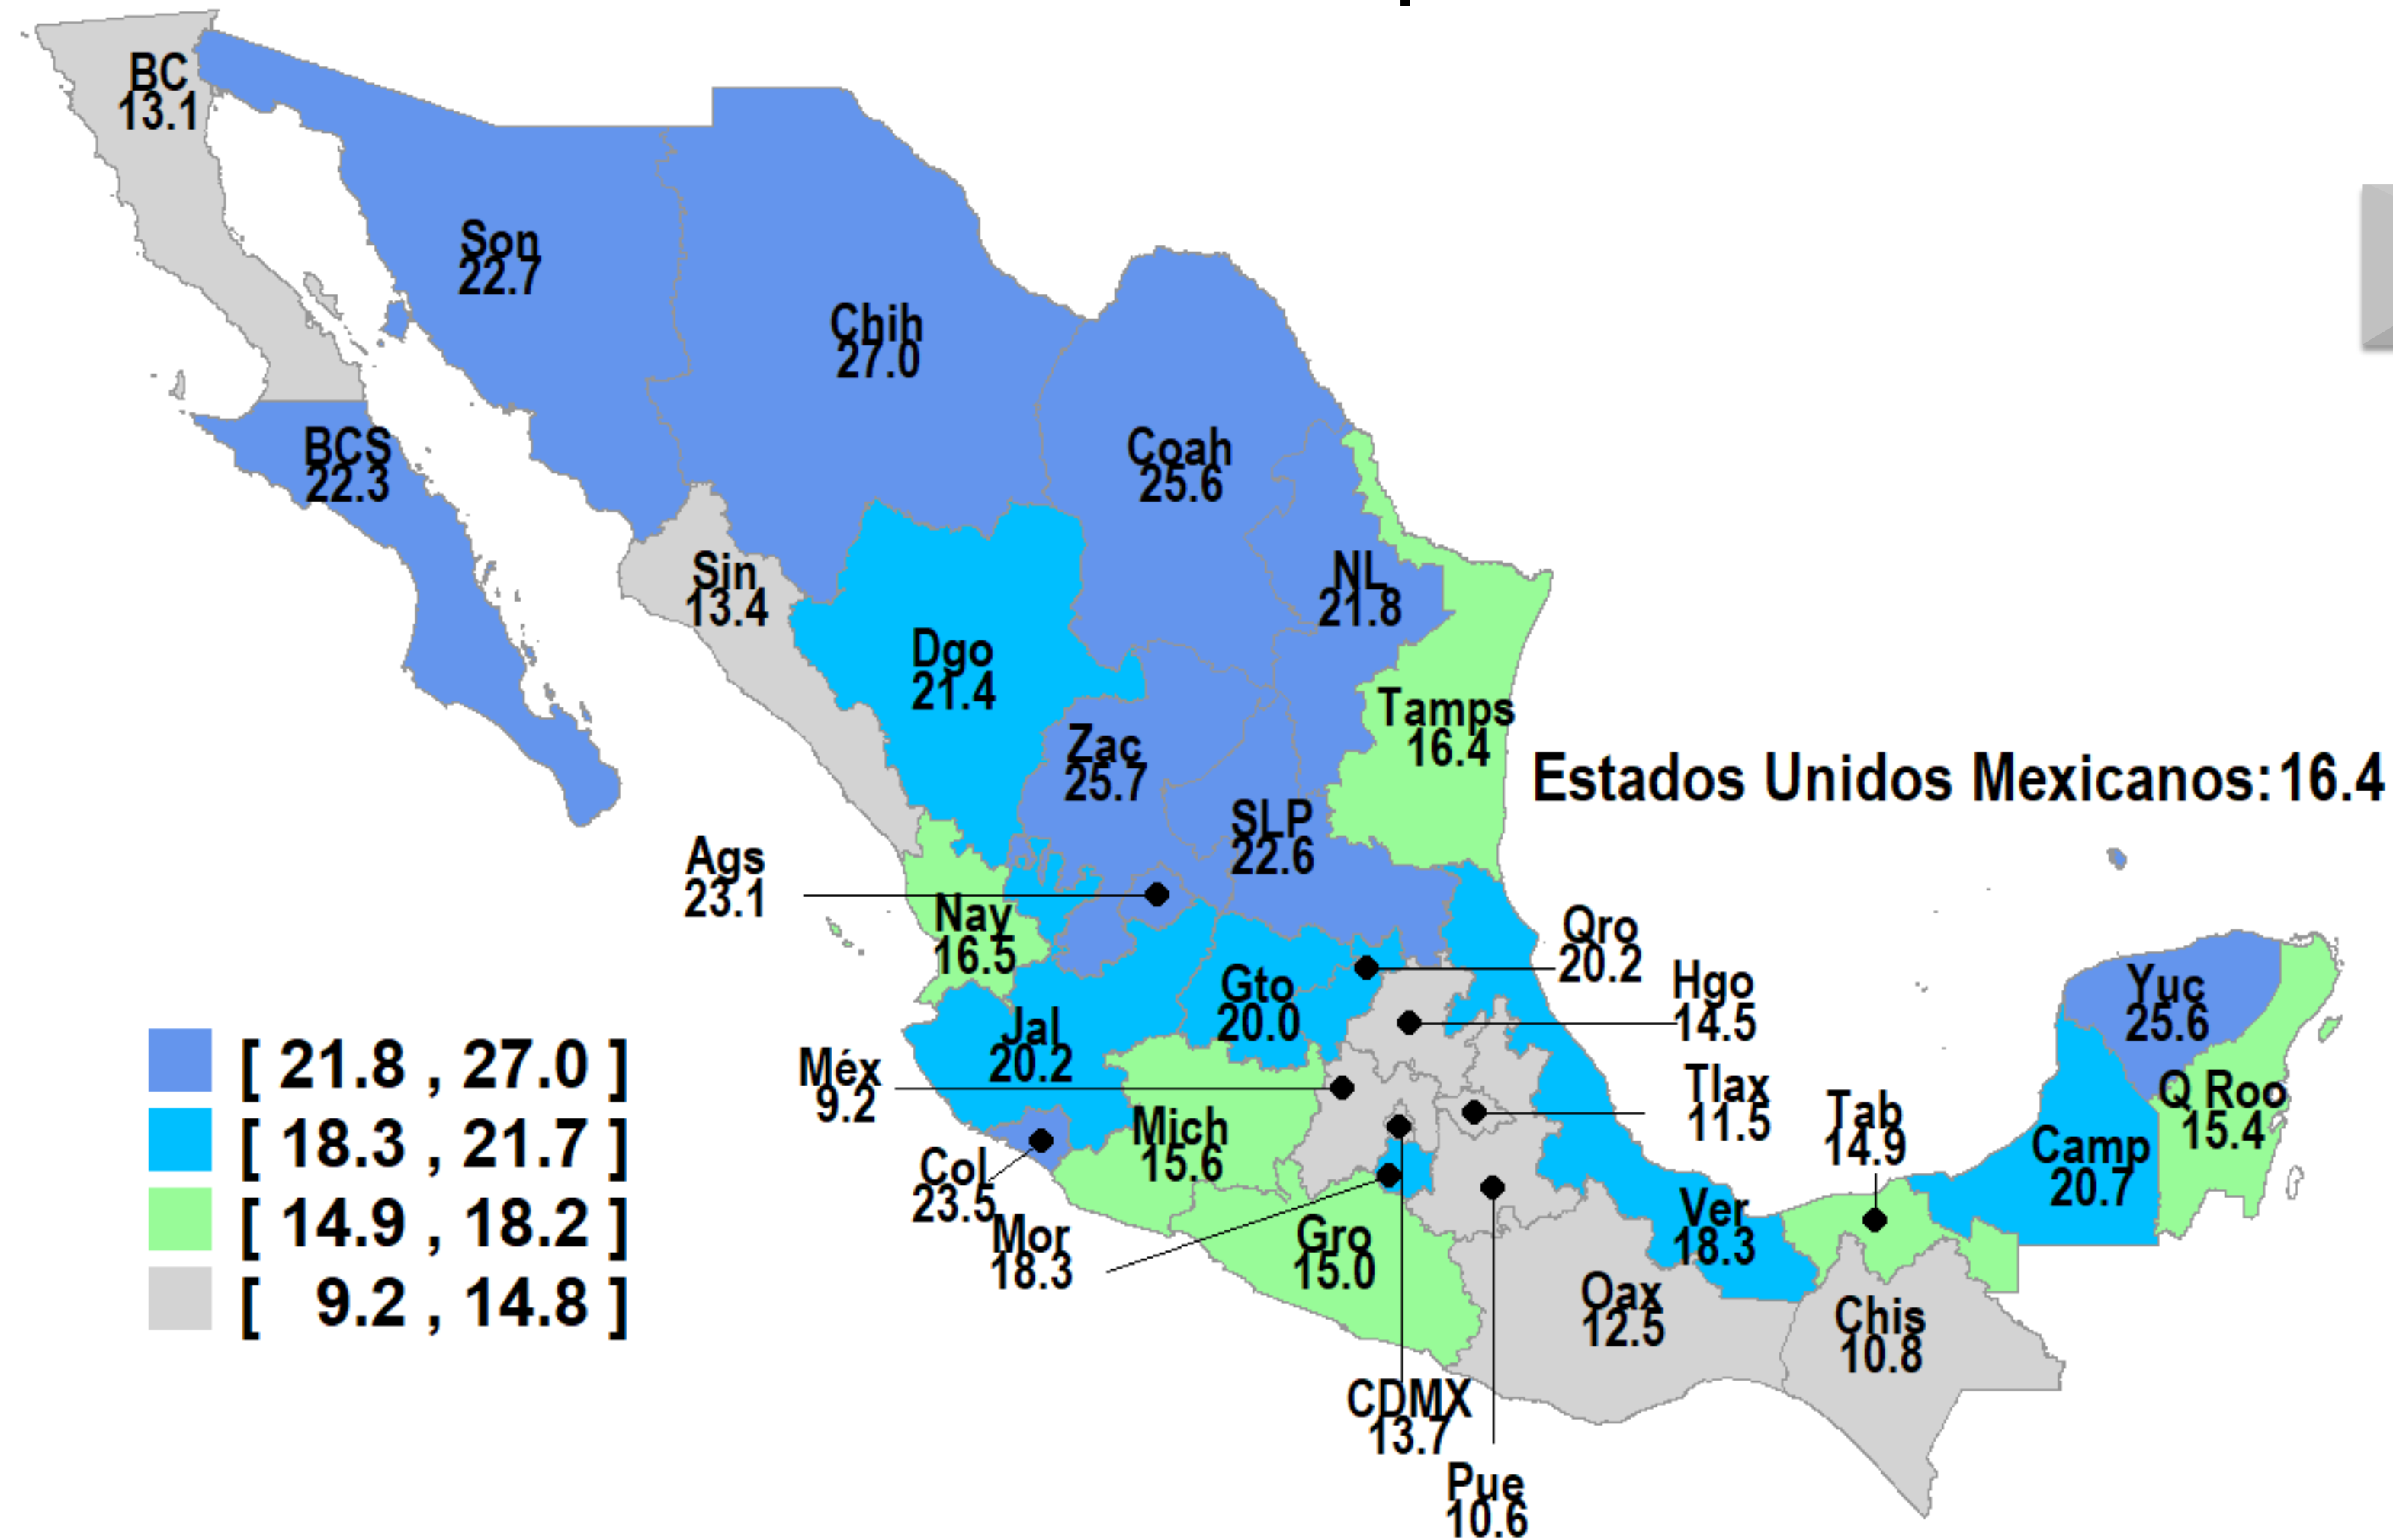 BC
13.1
Son
22.7
Chih
27.0
BCS
22.3
Coah
25.6
Sin
13.4
NL
21.8
Dgo
21.4
Tamps
16.4
Zac
25.7
Estados Unidos Mexicanos:16.4
SLP
22.6
Ags
23.1
Nay
16.5
Qro
20.2
Gto
20.0
Hgo
14.5
Yuc
25.6
Jal
20.2
Méx
9.2
Tlax
11.5
Tab
14.9
Q Roo
15.4
Mich
15.6
Camp
20.7
Col
23.5
Mor
18.3
Gro
15.0
Ver
18.3
Oax
12.5
Chis
10.8
CDMX
13.7
Pue
10.6
[ 21.8 , 27.0 ]
[ 18.3 , 21.7 ]
[ 14.9 , 18.2 ]
[ 9.2 , 14.8 ]